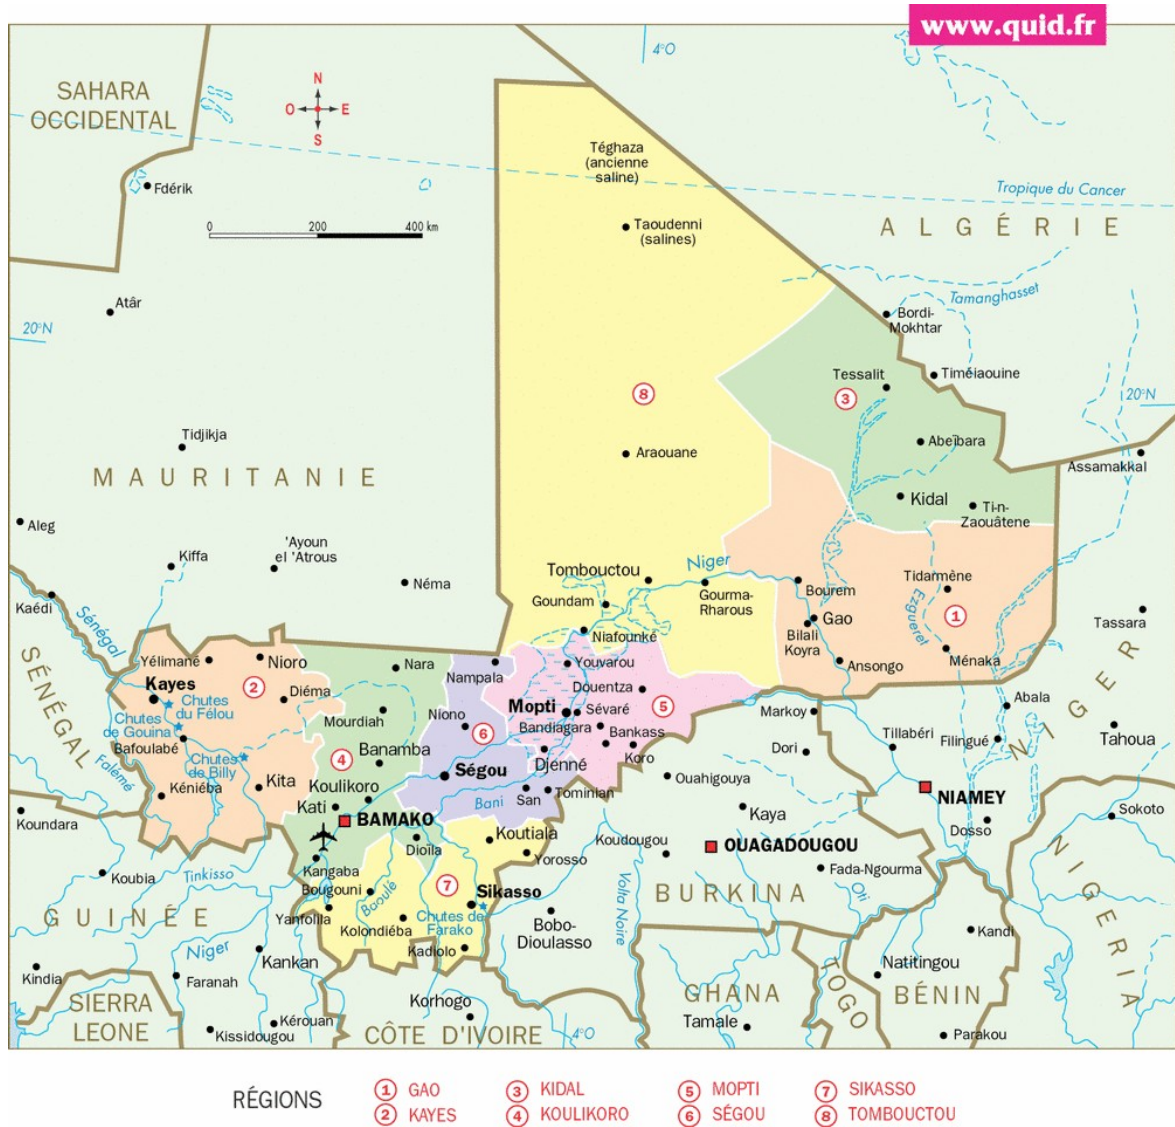 www.quid.fr
4°O
SAHARA
OCCIDENTAL
N
O
E
S
Fdérik
0
200
400 km
Téghaza
(ancienne
saline)
Tropique du Cancer
Taoudenni
(salines)
ALGÉRIE
Tamanghasset
Atâr
20°N
Bordi-
Mokhtar
Tessalit
Timéiaouine
8
3
20°N
Tidjikja
Abeïbara
Araouane
Assamakkal
MAURITANIE
Kidal
Ti-n-
Zaouâtene
Aleg
'Ayoun
el 'Atrous
Kiffa
Néma
Tombouctou
Niger
Kaédi
Goundam
Gourma-
Rharous
Bourem
Tidarmène
Ezgueret
Sénégal
Niafounké
Gao
1
Bilali
Koyra
Tassara
SÉNÉGAL
Yélimané
Nioro
Nara
Nampala
Youvarou
Ansongo
Ménaka
NIGER
Kayes
2
Diéma
Douentza
Chutes
du Félou
Mourdiah
Niono
Mopti
Sévaré
5
Markoy
Abala
Chutes
de Gouina
6
Bandiagara
Bankass
Bafoulabé
Banamba
Koro
Dori
Tillabéri
Filingué
Tahoua
Chutes
de Billy
4
Djénné
Falémé
Kita
Koulikoro
Ségou
Ouahigouya
Kéniéba
Kati
Bani
San
Tominian
NIAMEY
Koundara
BAMAKO
Kaya
Dosso
Sokoto
Dioïla
Koutiala
Koudougou
OUAGADOUGOU
Koubia
Tinkisso
Kangaba
Yorosso
Fada-Ngourma
Bougouni
Baoulé
7
Sikasso
Volta Noire
BURKINA
Oli
NIGERIA
GUINÉE
Yanfolila
Kolondiéba
Chutes de
Farako
Bobo-
Dioulasso
Kandi
Niger
Kankan
Kadiolo
Natitingou
Kindia
Faranah
TOGO
BÉNIN
SIERRA
LEONE
Korhogo
GHANA
Kissidougou
Kérouan
CÔTE D'IVOIRE
4°O
Tamale
Parakou
RÉGIONS
1 GAO
3 KIDAL
5 MOPTI
7 SIKASSO
2 KAYES
4 KOULIKORO
6 SÉGOU
8 TOMBOUCTOU